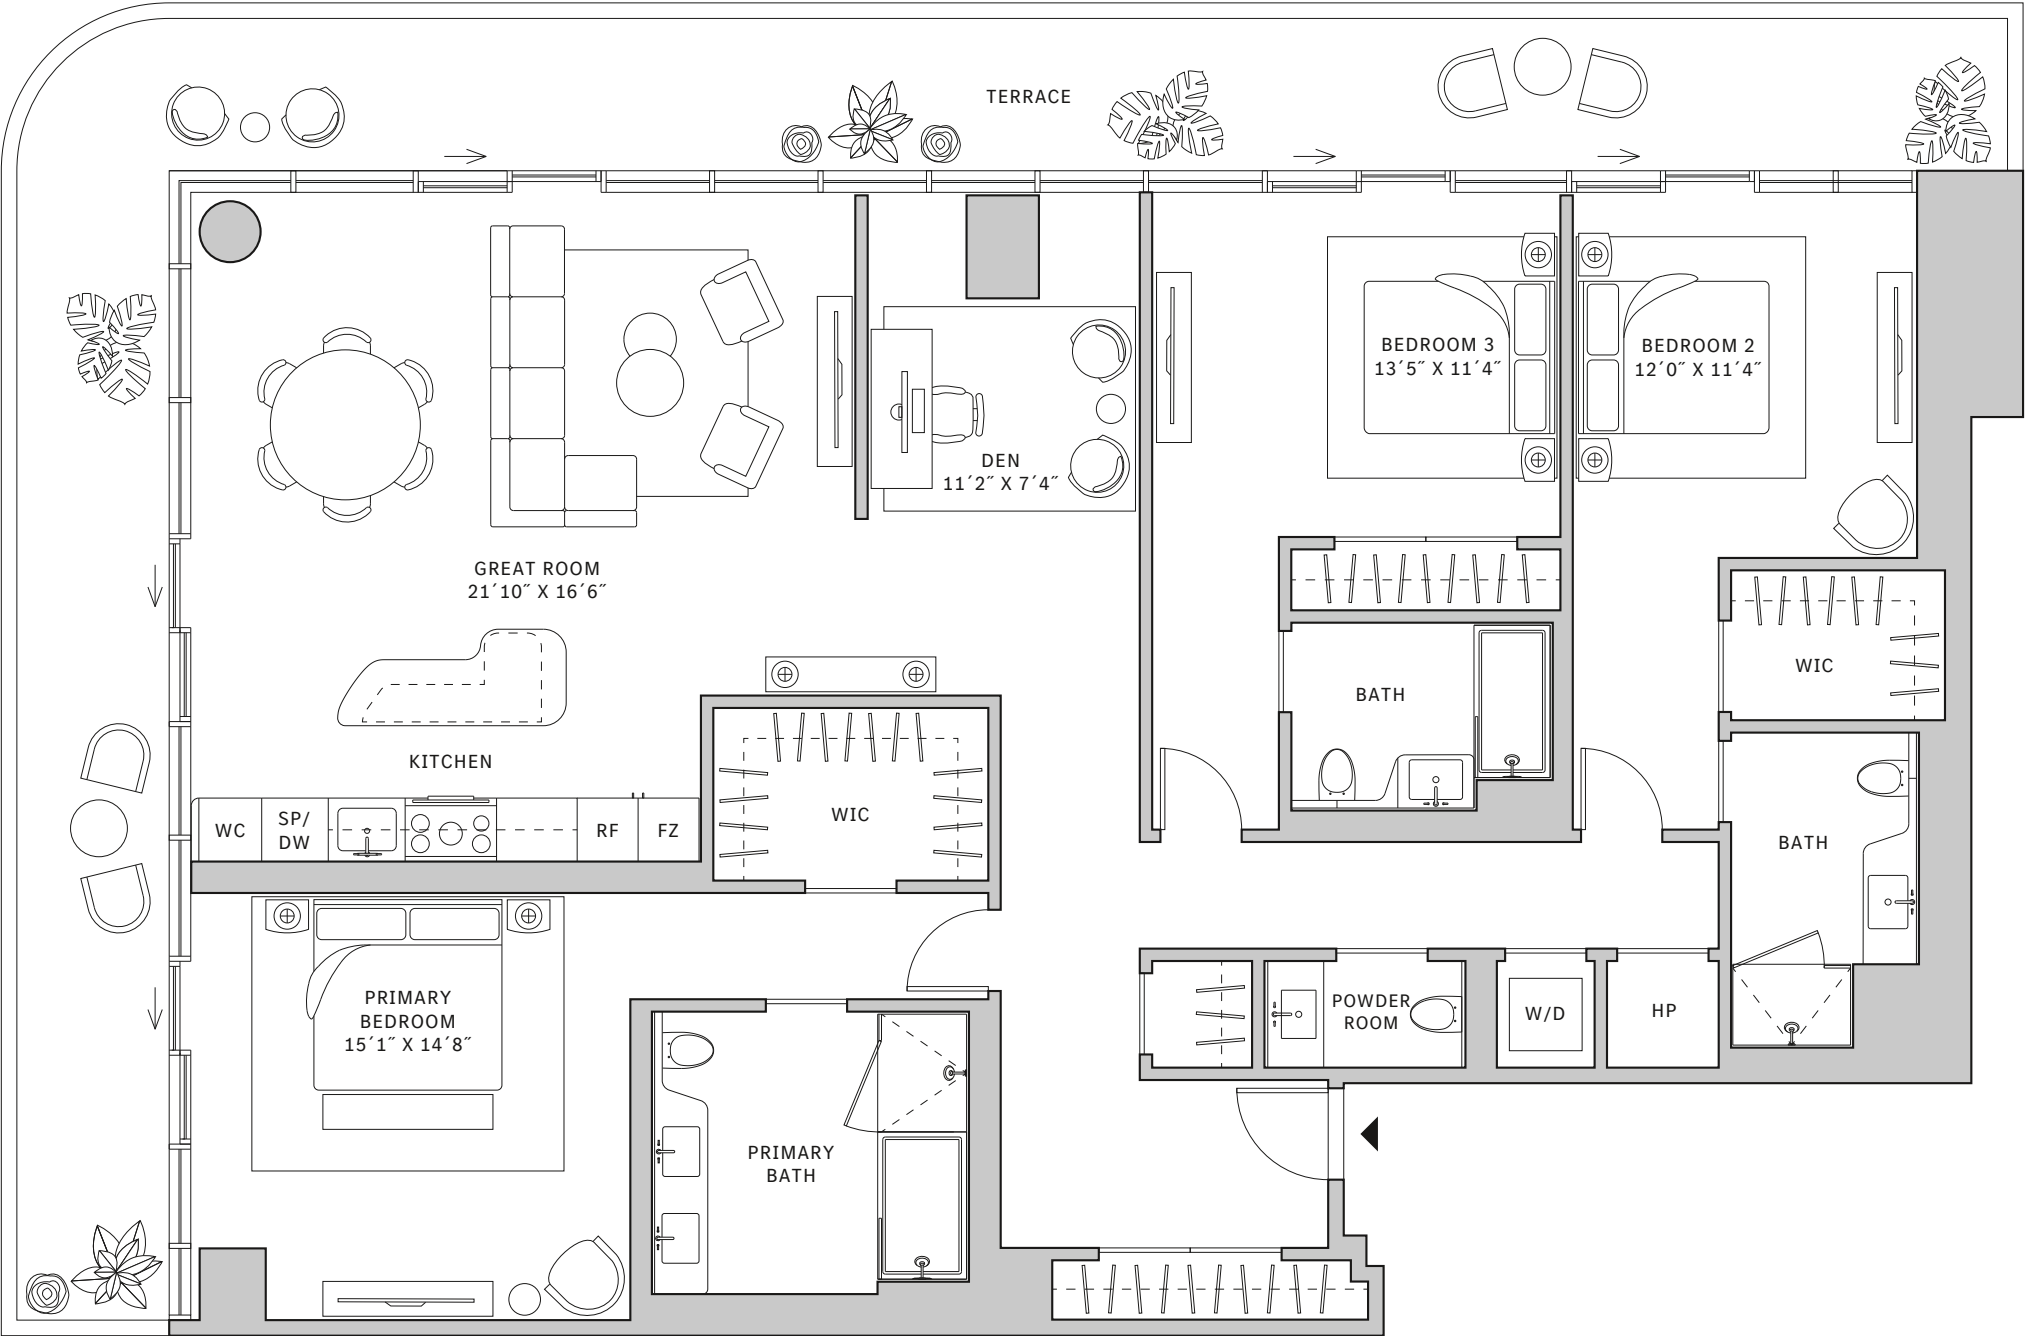 TERRACE
BEDROOM 3
13´5˝ X 11´4˝
BEDROOM 2
12´0˝ X 11´4˝
DEN
11´2˝ X 7´4˝
GREAT ROOM
21´10˝ X 16´6˝
WIC
BATH
KITCHEN
WIC
WC
SP/
DW
RF
FZ
BATH
PRIMARY
BEDROOM
15´1˝ X 14´8˝
POWDER
ROOM
W/D
HP
PRIMARY
BATH